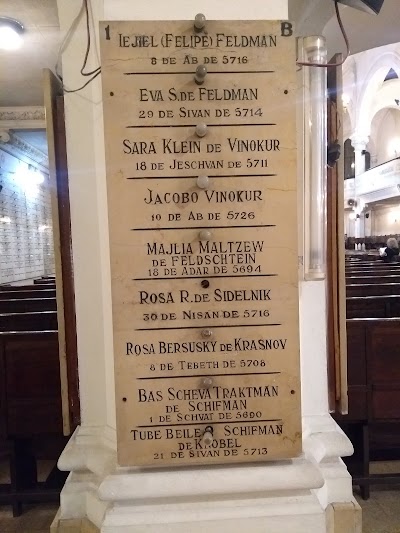 1 B
IEJIEL (FELIPE) FELDMAN
8 DE AB DE 5716
EVA S. DE FELDMAN
29 DE SIVAN DE 5714
SARA KLEIN DE VINOKUR
18 DE JESCHVAN DE 5711
JACOBO VINOKUR
19 DE AB DE 5726
MAJLIA MALTZEW
DE FELDSCHTEIN
18 DE ADAR DE 5694
ROSA R. DE SIDELNIK
30 DE NISAN DE 5716
ROSA BERSUSKY DE KRASNOV
8 DE TEBETH DE 5708
BAS SCHEVA TRAKTMAN
DE SCHIFMAN
1 DE SCHVAT DE 5690
TUBE BEILE SCHIFMAN
DE KROBEL
21 DE SIVAN DE 5713